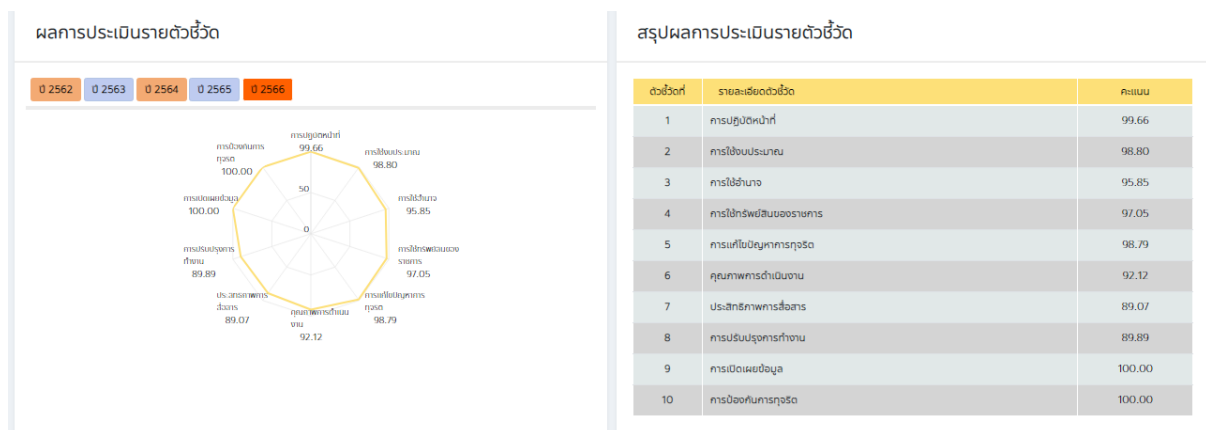 ผลการประเมินรายตัวชี้วัด
ปี 2562 ปี 2563 ปี 2564 ปี 2565 ปี 2566
การปฏิบัติหน้าที่
99.66
การใช้งบประมาณ
98.80
การใช้อำนาจ
95.85
การใช้ทรัพย์สินของ
ราชการ
97.05
การแก้ไขปัญหาการ
ทุจริต
98.79
คุณภาพการดำเนิน
งาน
92.12
ประสิทธิภาพการ
สื่อสาร
89.07
การปรับปรุงการ
ทำงาน
89.89
การเปิดเผยข้อมูล
100.00
การป้องกันการ
ทุจริต
100.00
50
0
สรุปผลการประเมินรายตัวชี้วัด
ตัวชี้วัดที่ รายละเอียดตัวชี้วัด คะแนน
1 การปฏิบัติหน้าที่ 99.66
2 การใช้งบประมาณ 98.80
3 การใช้อำนาจ 95.85
4 การใช้ทรัพย์สินของราชการ 97.05
5 การแก้ไขปัญหาการทุจริต 98.79
6 คุณภาพการดำเนินงาน 92.12
7 ประสิทธิภาพการสื่อสาร 89.07
8 การปรับปรุงการทำงาน 89.89
9 การเปิดเผยข้อมูล 100.00
10 การป้องกันการทุจริต 100.00